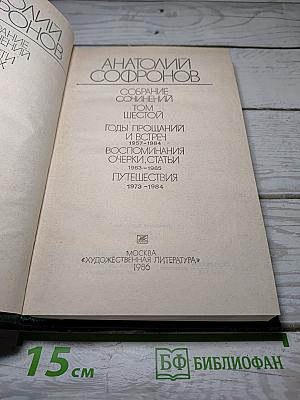 АНАТОЛИЙ
СОФРОНОВ
СОБРАНИЕ
СОЧИНЕНИЙ
ТОМ
ШЕСТОЙ
ГОДЫ ПРОЩАНИЙ
И ВСТРЕЧ
1957-1984
ВОСПОМИНАНИЯ
ОЧЕРКИ, СТАТЬИ
1963-1985
ПУТЕШЕСТВИЯ
1973-1984
МОСКВА
«ХУДОЖЕСТВЕННАЯ ЛИТЕРАТУРА»
1986
15 см
БФ БИБЛИОФАН